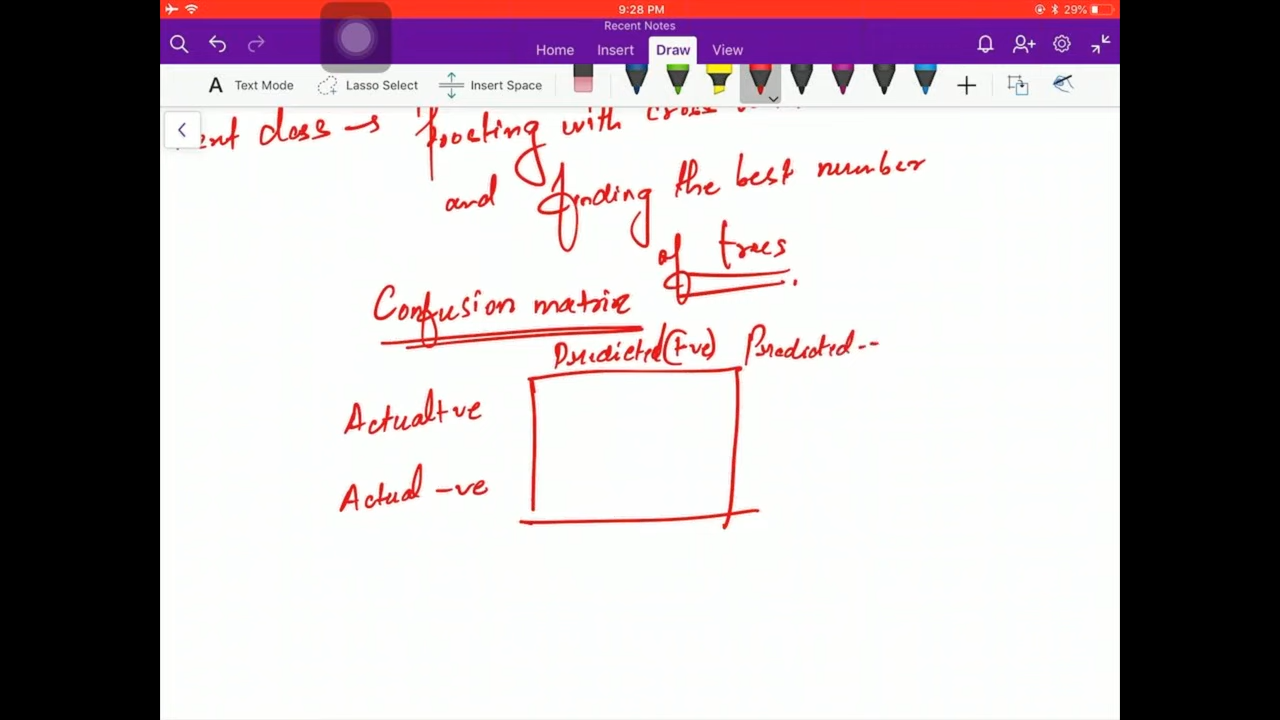 9:28 PM
29%
Recent Notes
Home Insert Draw View
A Text Mode Lasso Select Insert Space
class → with
and finding the best number
of trees
Confusion matrix
Predicted (+ve) Predicted --
Actual +ve
Actual -ve